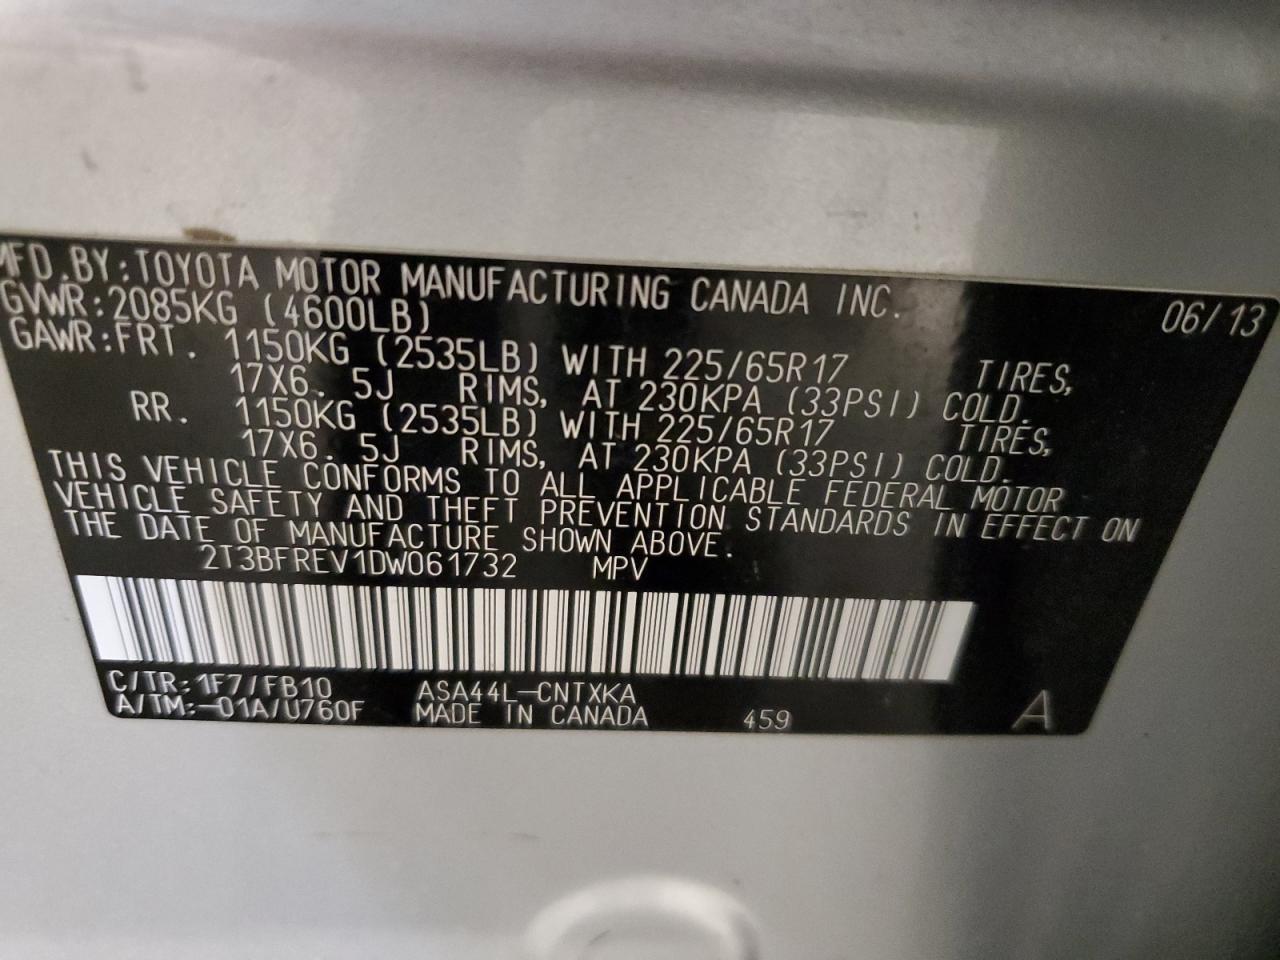 MFD.BY:TOYOTA MOTOR MANUFACTURING CANADA INC. 06/13
GVWR:2085KG (4600LB)
GAWR:FRT. 1150KG (2535LB) WITH 225/65R17 TIRES,
17X6.5J RIMS, AT 230KPA (33PSI) COLD.
RR. 1150KG (2535LB) WITH 225/65R17 TIRES,
17X6.5J RIMS, AT 230KPA (33PSI) COLD.
THIS VEHICLE CONFORMS TO ALL APPLICABLE FEDERAL MOTOR
VEHICLE SAFETY AND THEFT PREVENTION STANDARDS IN EFFECT ON
THE DATE OF MANUFACTURE SHOWN ABOVE.
2T3BFREV1DW061732 MPV
C/TR:1F7/FB10 ASA44L-CNTXKA
A/TM:-01A/U760F MADE IN CANADA 459 A